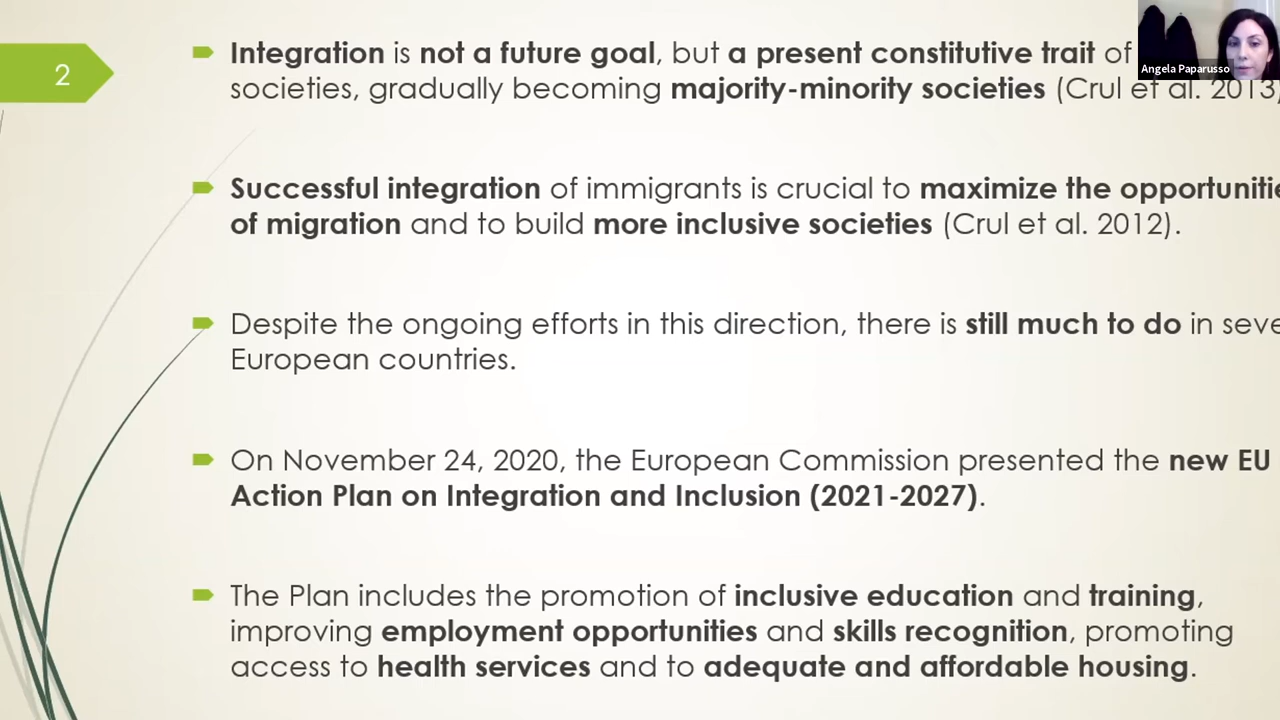 2
Integration is not a future goal, but a present constitutive trait of
Angela Paparusso
societies, gradually becoming majority-minority societies (Crul et al. 2013)
Successful integration of immigrants is crucial to maximize the opportunitie
of migration and to build more inclusive societies (Crul et al. 2012).
Despite the ongoing efforts in this direction, there is still much to do in seve
European countries.
On November 24, 2020, the European Commission presented the new EU
Action Plan on Integration and Inclusion (2021-2027).
The Plan includes the promotion of inclusive education and training,
improving employment opportunities and skills recognition, promoting
access to health services and to adequate and affordable housing.